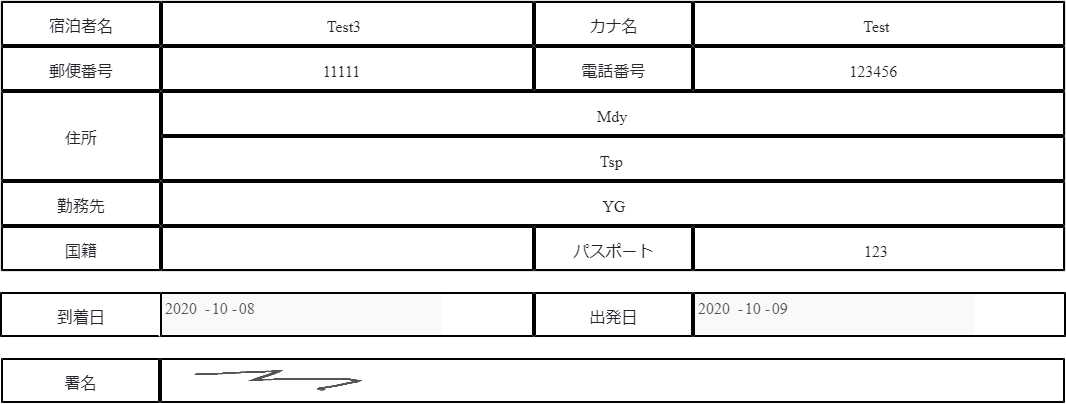 宿泊者名 Test3 カナ名 Test
郵便番号 11111 電話番号 123456
住所 Mdy
Tsp
勤務先 YG
国籍 パスポート 123
到着日 2020 -10 -08 出発日 2020 -10 -09
署名